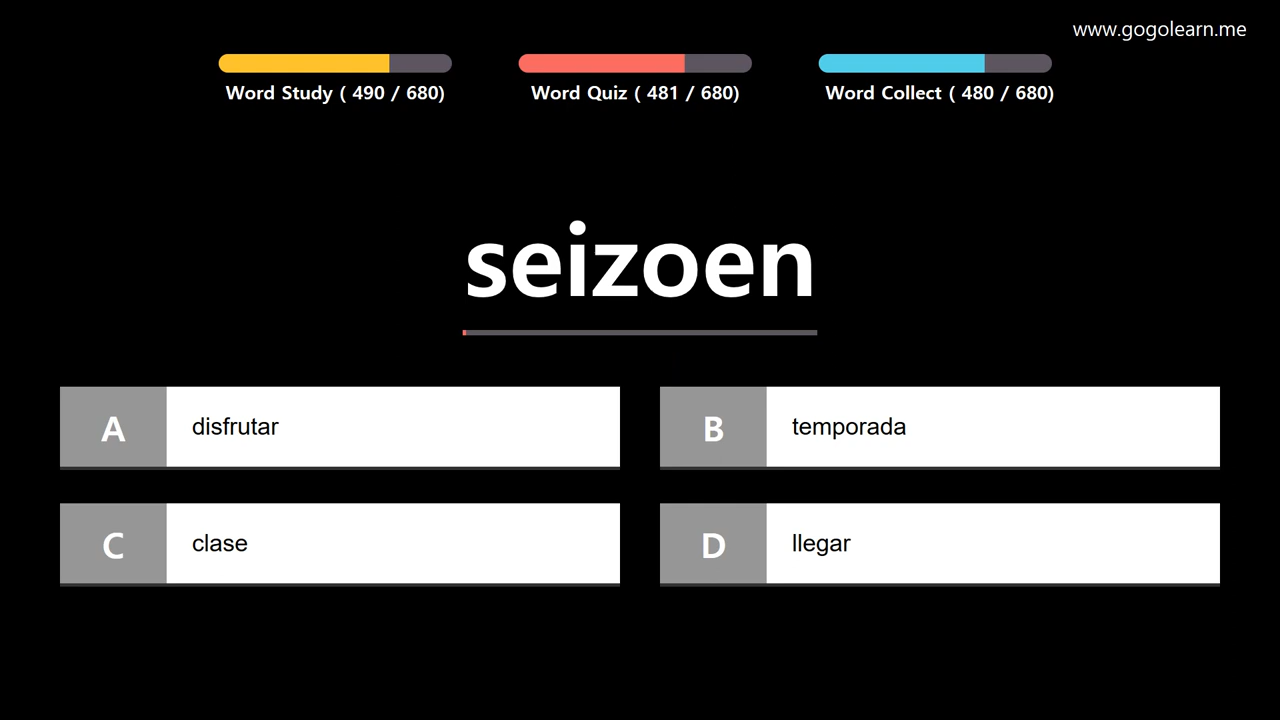 www.gogolearn.me
Word Study ( 490 / 680)
Word Quiz ( 481 / 680)
Word Collect ( 480 / 680)
seizoen
A disfrutar
B temporada
C clase
D llegar